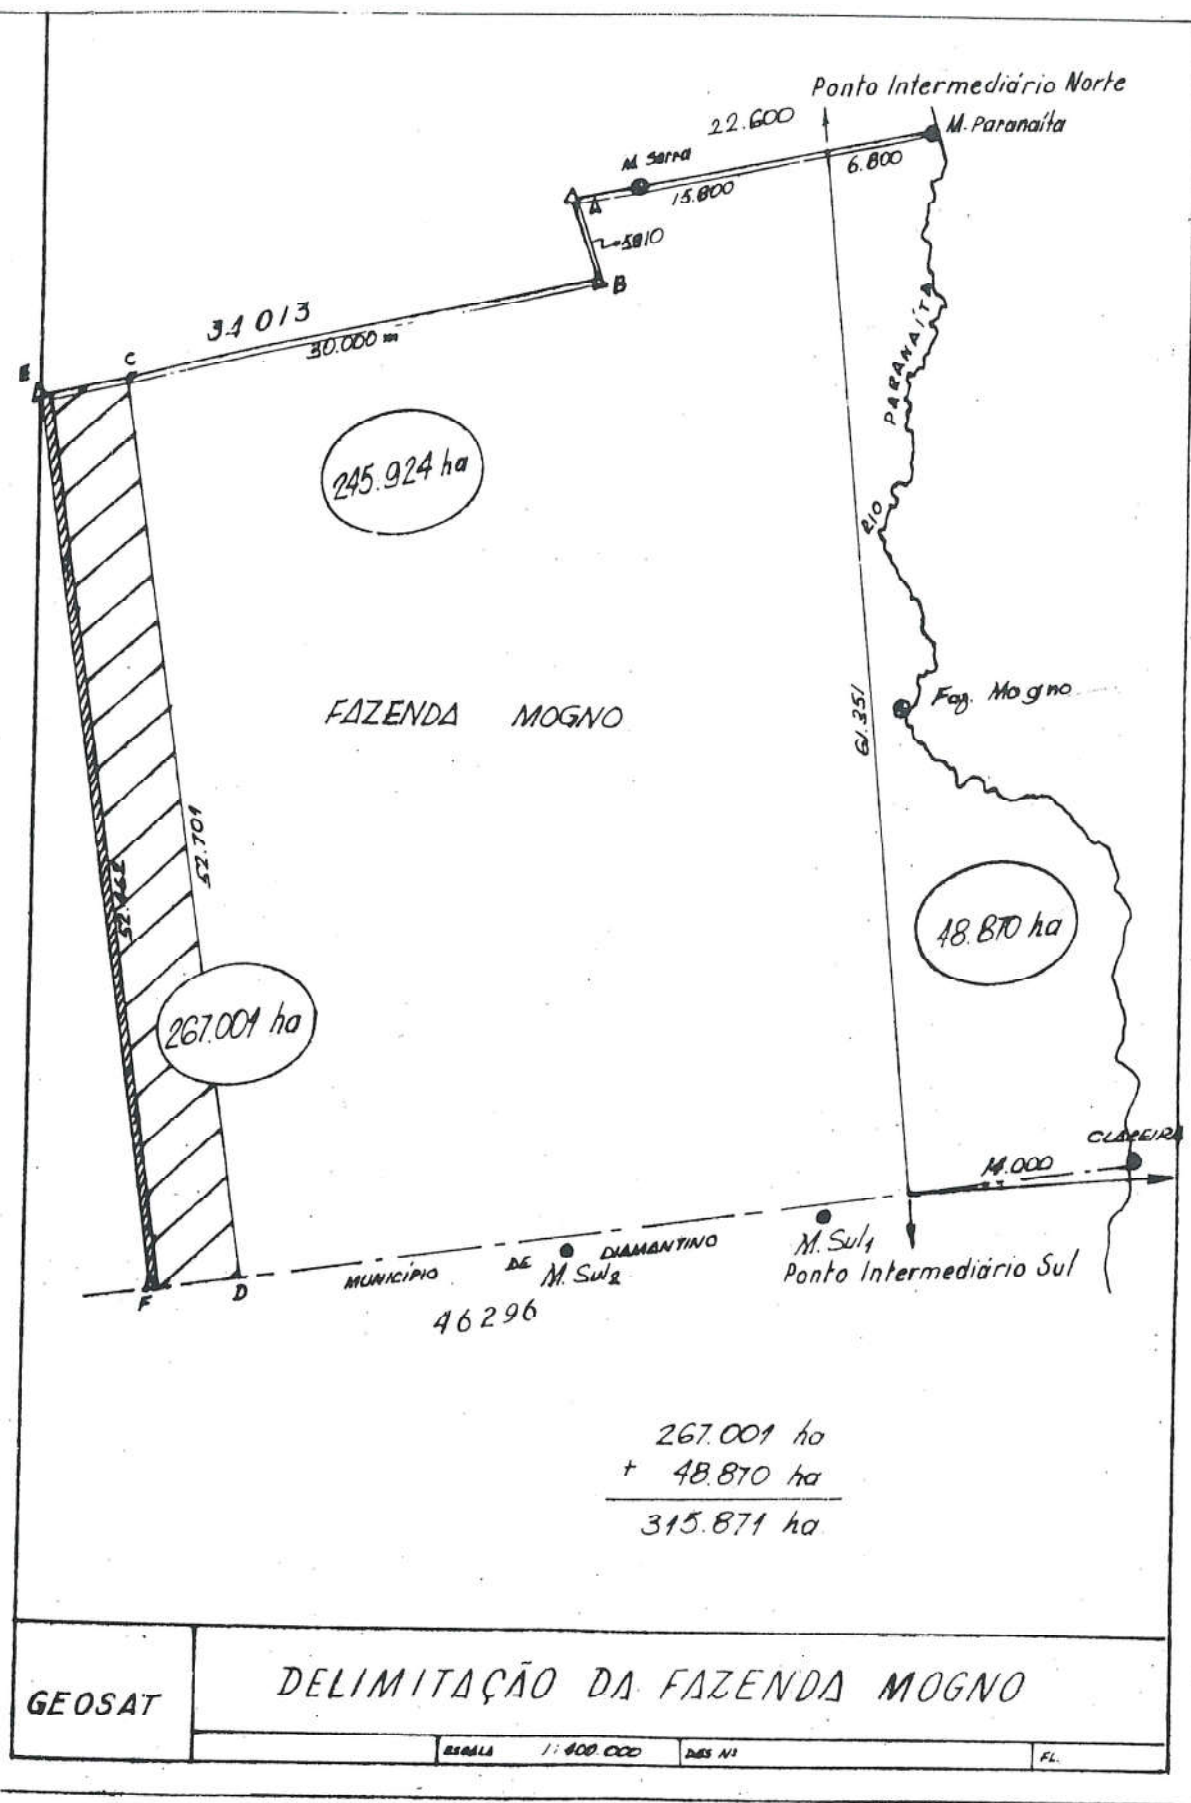 Ponto Intermediário Norte
22.600
M. Paranaíta
M. Serra
6.800
15.800
A
5810
B
34 013
30.000 m
C
E
RIO PARANAÍTA
245.924 ha
FAZENDA MOGNO
Faz. Mogno
61.351
52.701
48.870 ha
267.001 ha
CLAREIRA
14.000
M. Sul1
Ponto Intermediário Sul
MUNICÍPIO DE DIAMANTINO
M. Sul2
F
D
46296
267.001 ha
+ 48.870 ha
315.871 ha
GEOSAT
DELIMITAÇÃO DA FAZENDA MOGNO
ESCALA
DES Nº
FL.